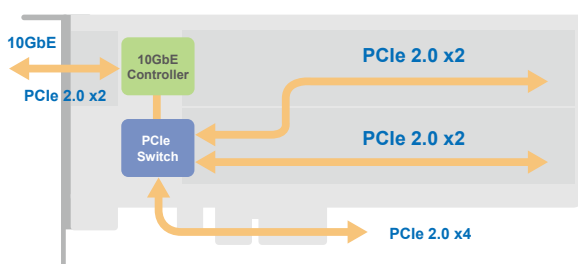 10GbE
10GbE
Controller
PCIe 2.0 x2
PCIe 2.0 x2
PCIe
Switch
PCIe 2.0 x2
PCIe 2.0 x4